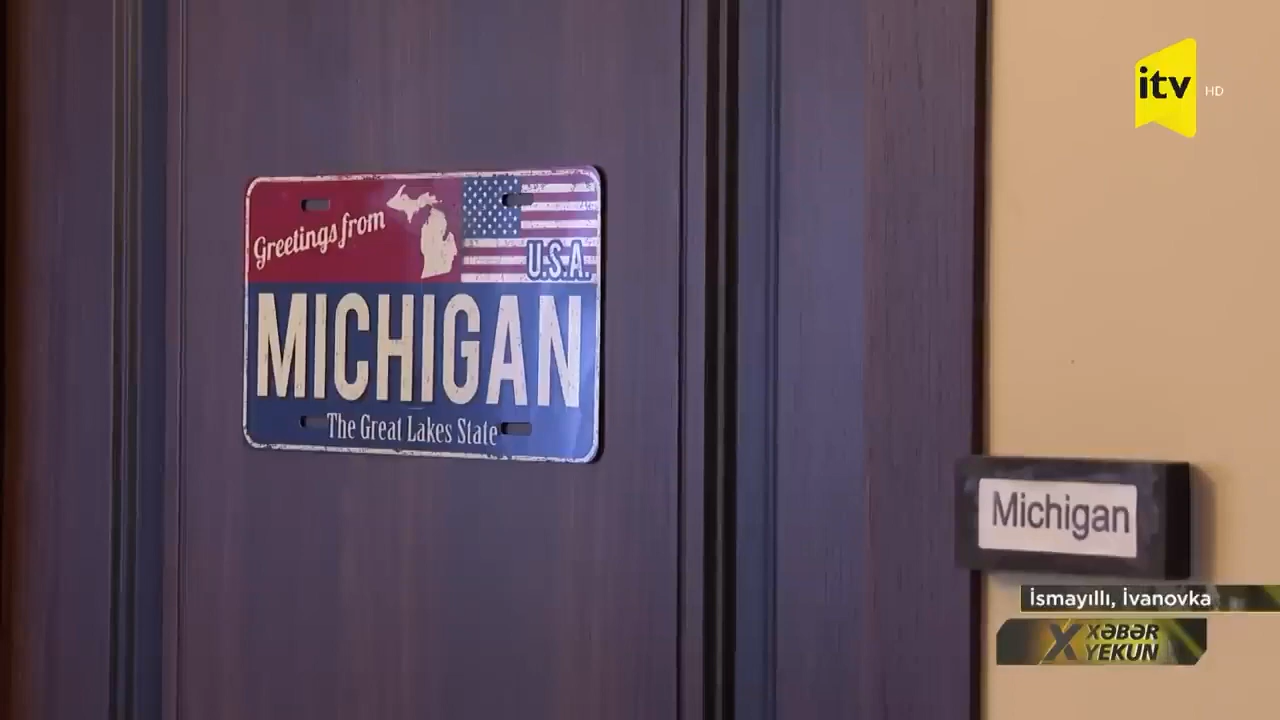 itv HD
Greetings from
U.S.A.
MICHIGAN
The Great Lakes State
Michigan
İsmayıllı, İvanovka
X XƏBƏR
YEKUN